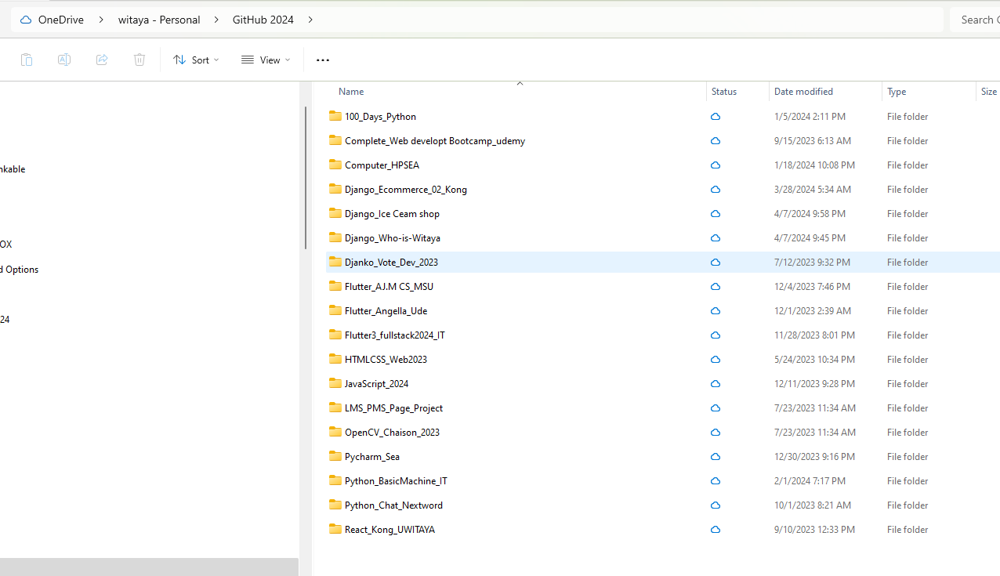 OneDrive > witaya - Personal > GitHub 2024 >
Search
Sort View ...
Name Status Date modified Type Size
100_Days_Python 1/5/2024 2:11 PM File folder
Complete_Web developt Bootcamp_udemy 9/15/2023 6:13 AM File folder
nkable
Computer_HPSEA 1/18/2024 10:08 PM File folder
Django_Ecommerce_02_Kong 3/28/2024 5:34 AM File folder
Django_Ice Ceam shop 4/7/2024 9:58 PM File folder
OX
Django_Who-is-Witaya 4/7/2024 9:45 PM File folder
d Options
Djanko_Vote_Dev_2023 7/12/2023 9:32 PM File folder
Flutter_AJ.M CS_MSU 12/4/2023 7:46 PM File folder
Flutter_Angella_Ude 12/1/2023 2:39 AM File folder
24
Flutter3_fullstack2024_IT 11/28/2023 8:01 PM File folder
HTMLCSS_Web2023 5/24/2023 10:34 PM File folder
JavaScript_2024 12/11/2023 9:28 PM File folder
LMS_PMS_Page_Project 7/23/2023 11:34 AM File folder
OpenCV_Chaison_2023 7/23/2023 11:34 AM File folder
Pycharm_Sea 12/30/2023 9:16 PM File folder
Python_BasicMachine_IT 2/1/2024 7:17 PM File folder
Python_Chat_Nextword 10/1/2023 8:21 AM File folder
React_Kong_UWITAYA 9/10/2023 12:33 PM File folder